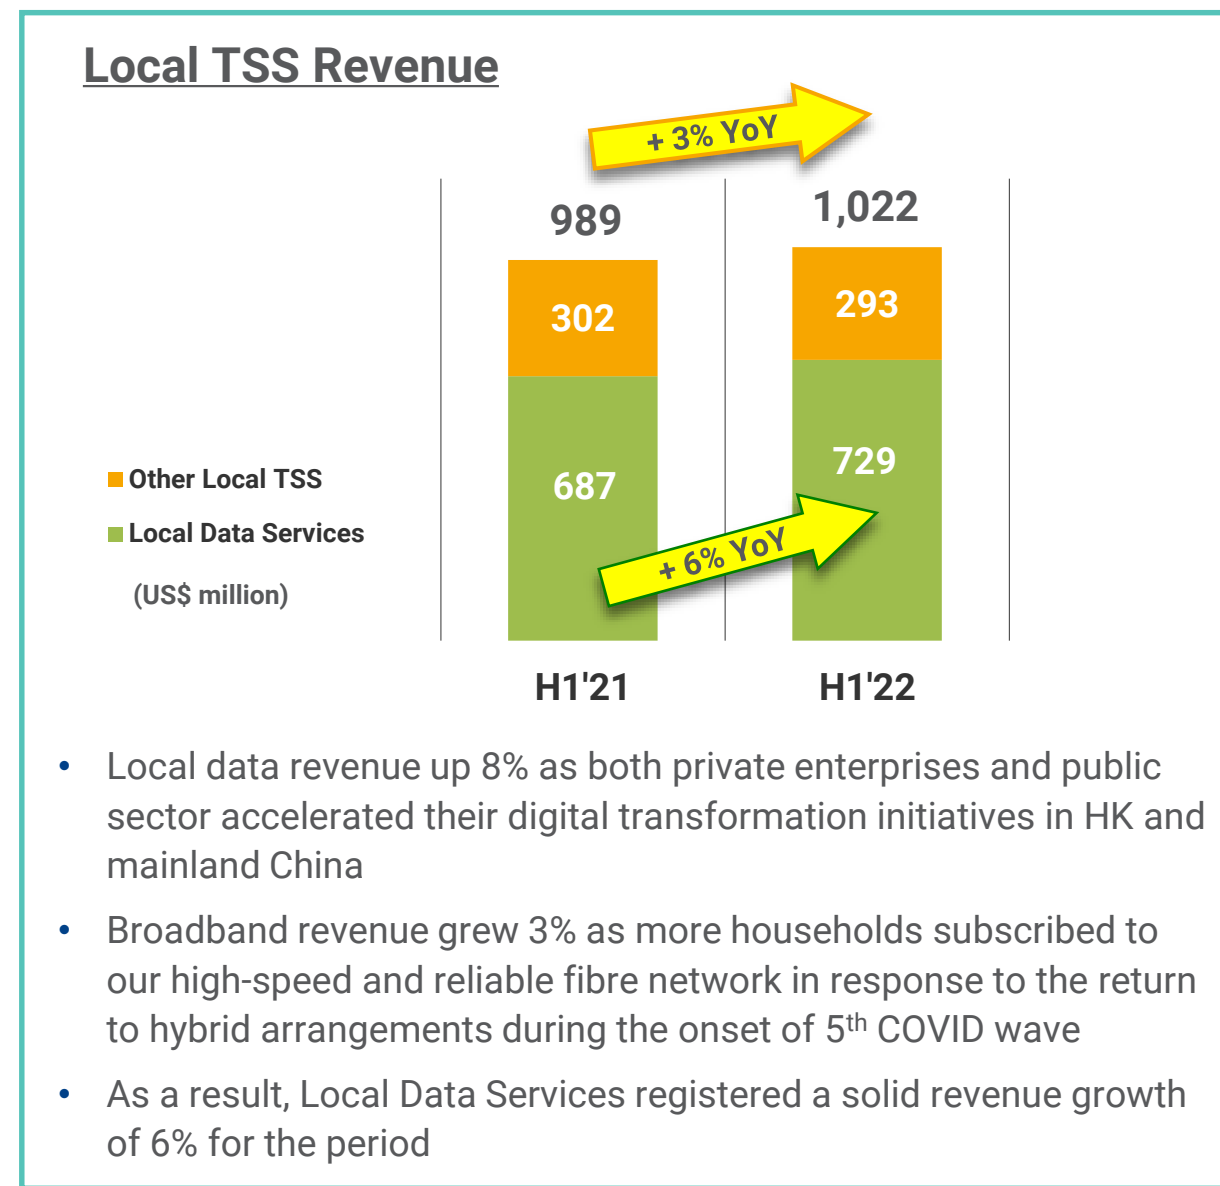 Local TSS Revenue
+ 3% YoY
989
1,022
302
293
687
729
+ 6% YoY
Other Local TSS
Local Data Services
(US$ million)
H1'21
H1'22
• Local data revenue up 8% as both private enterprises and public
sector accelerated their digital transformation initiatives in HK and
mainland China
• Broadband revenue grew 3% as more households subscribed to
our high-speed and reliable fibre network in response to the return
to hybrid arrangements during the onset of 5th COVID wave
• As a result, Local Data Services registered a solid revenue growth
of 6% for the period